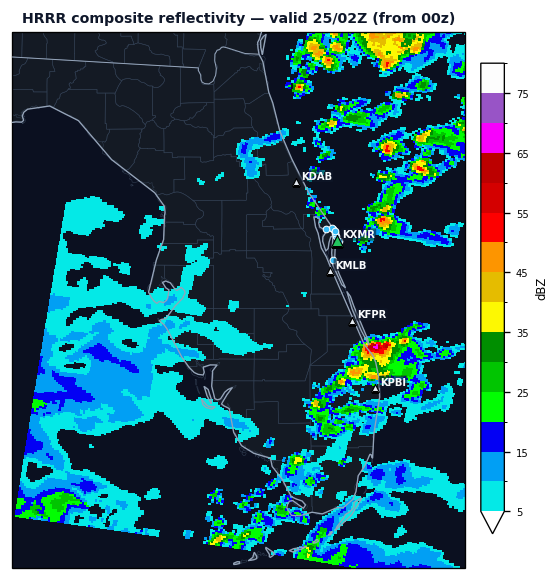 HRRR composite reflectivity — valid 25/02Z (from 00z)
KDAB
KXMR
KMLB
KFPR
KPBI
75
65
55
45
35
25
15
5
dBZ